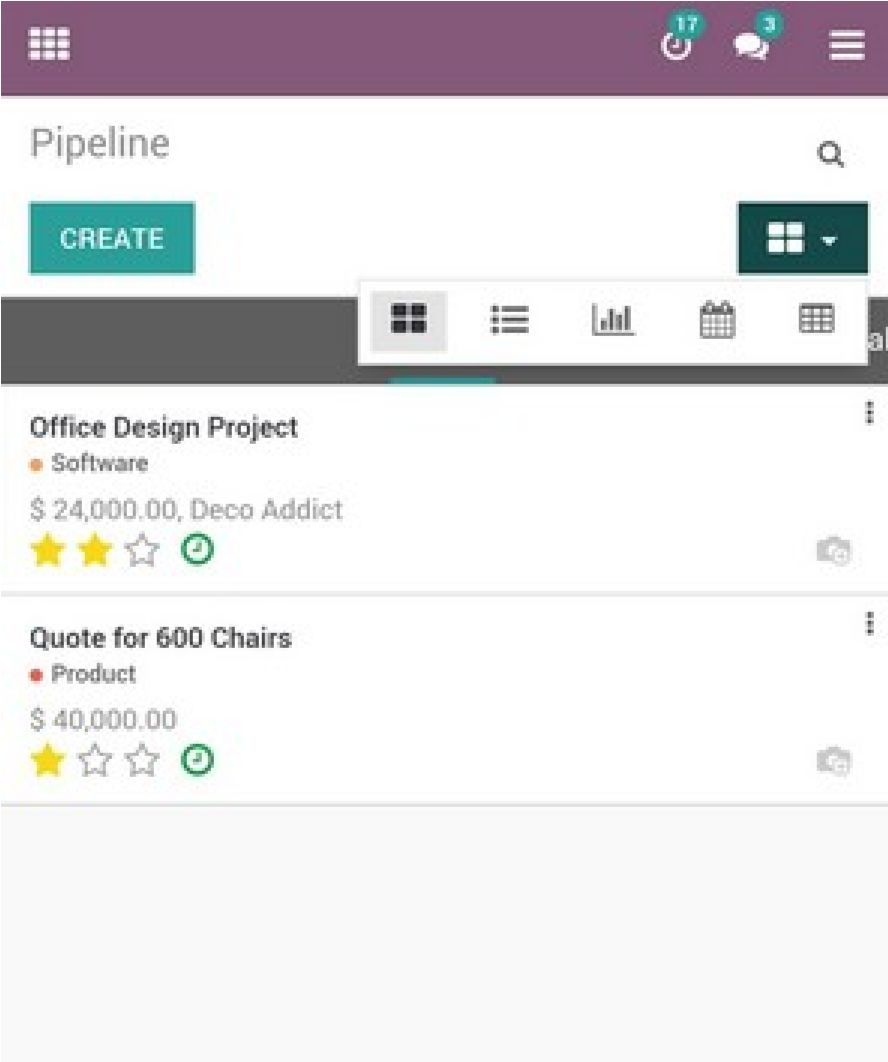 17 3
Pipeline
CREATE
Office Design Project
Software
$ 24,000.00, Deco Addict
Quote for 600 Chairs
Product
$ 40,000.00